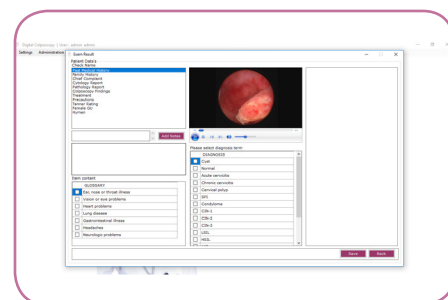 Digital Colposcopy | User: admin admin
Settings
Administration
Exam Result
Patient Data's
Check Name
Past Medical History
Family History
Chief Complaint
Cytology Report
Pathology Report
Colposcopy Findings
Treatment
Precautions
Tanner Rating
Female GU
Hymen
Add Notes
Item content
GLOSSARY
Ear, nose or throat illness
Vision or eye problems
Heart problems
Lung disease
Gastrointestinal illness
Headaches
Neurologic problems
Please select diagnosis term
DIAGNOSIS
Cyst
Normal
Acute cervicitis
Chronic cervicitis
Cervical polyp
Condyloma
CIN-1
CIN-2
CIN-3
LSIL
HSIL
Save
Back